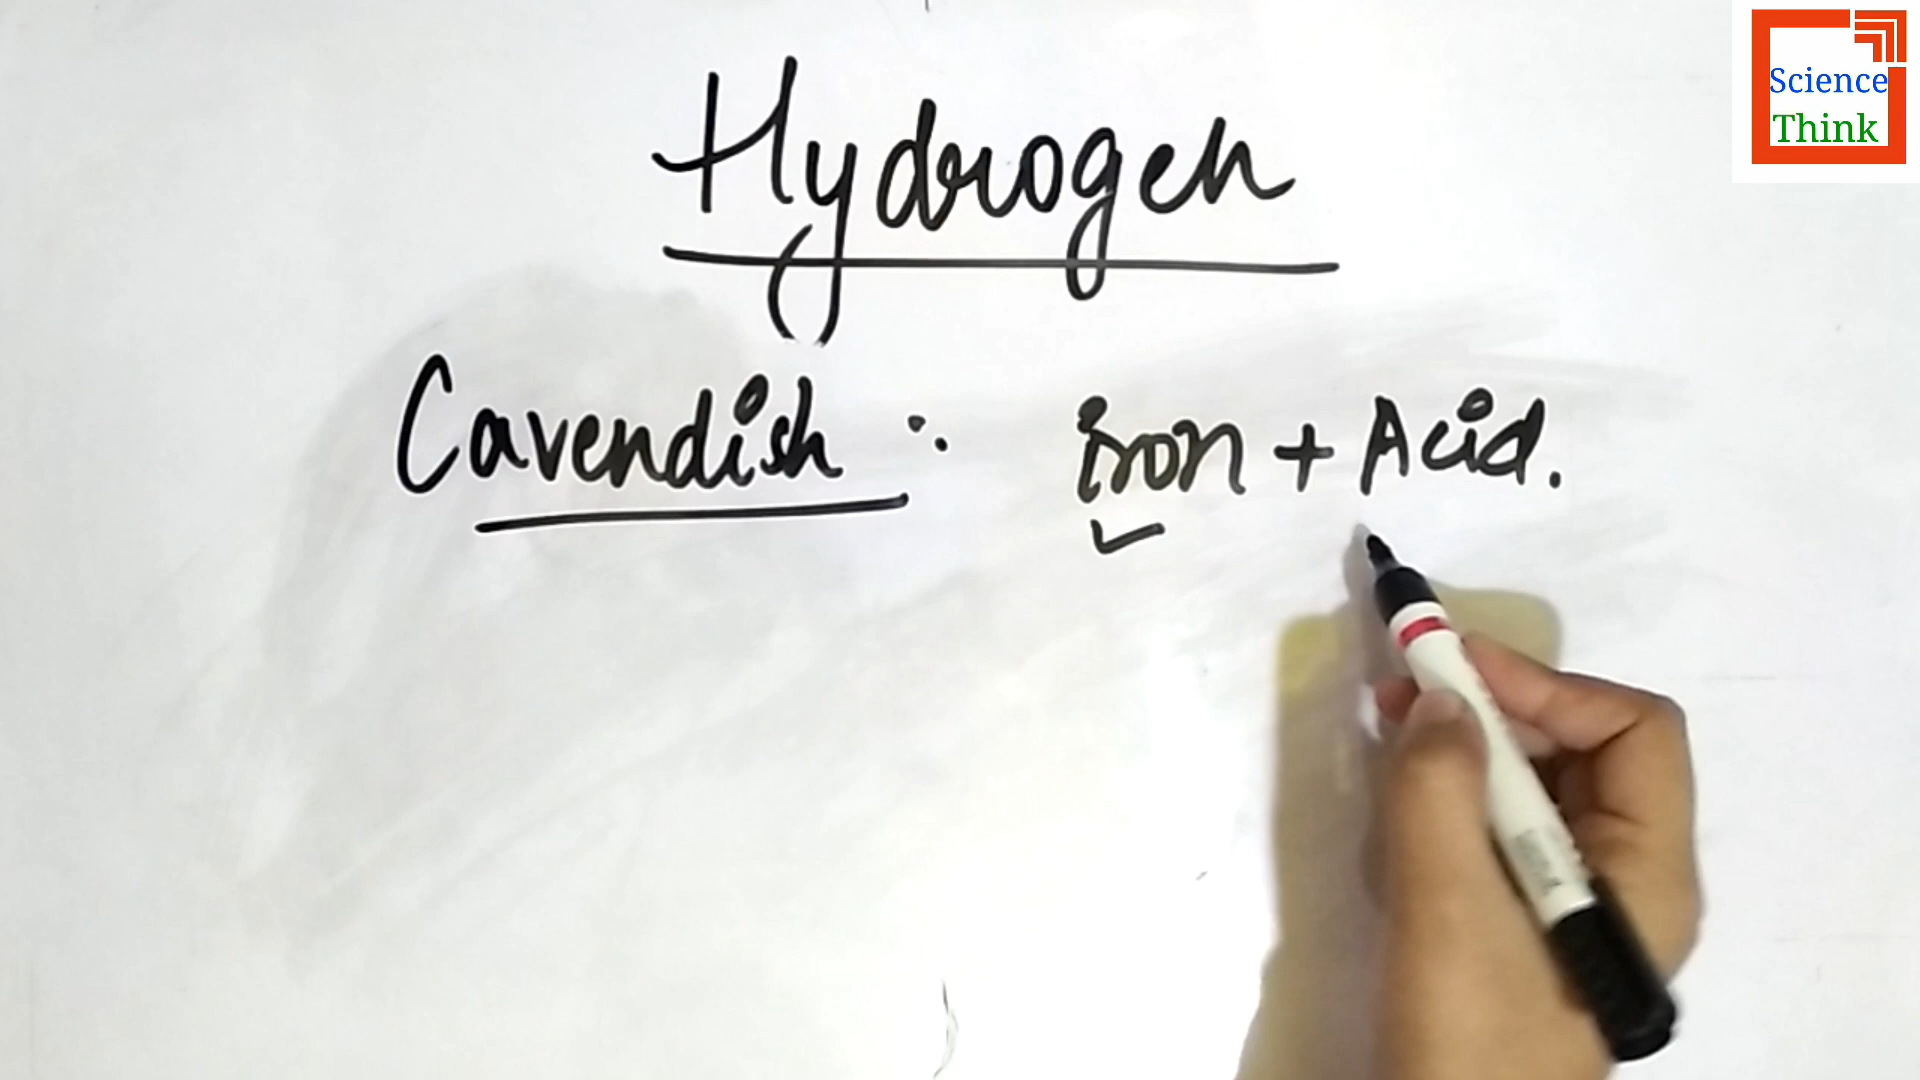 Science
Think
Hydrogen
Cavendish : iron + Acid.